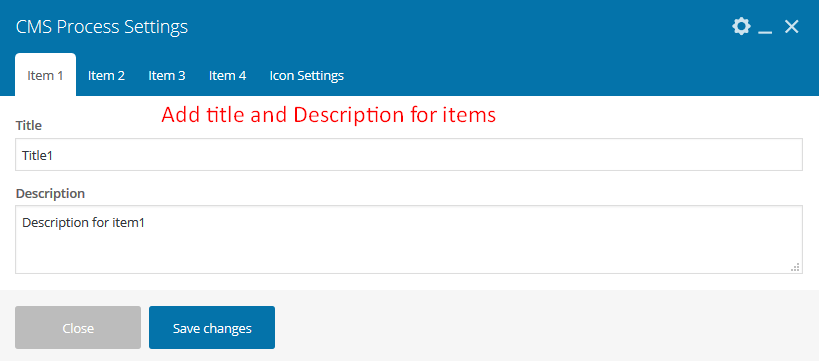 CMS Process Settings
Item 1 Item 2 Item 3 Item 4 Icon Settings
Add title and Description for items
Title
Title1
Description
Description for item1
Close Save changes